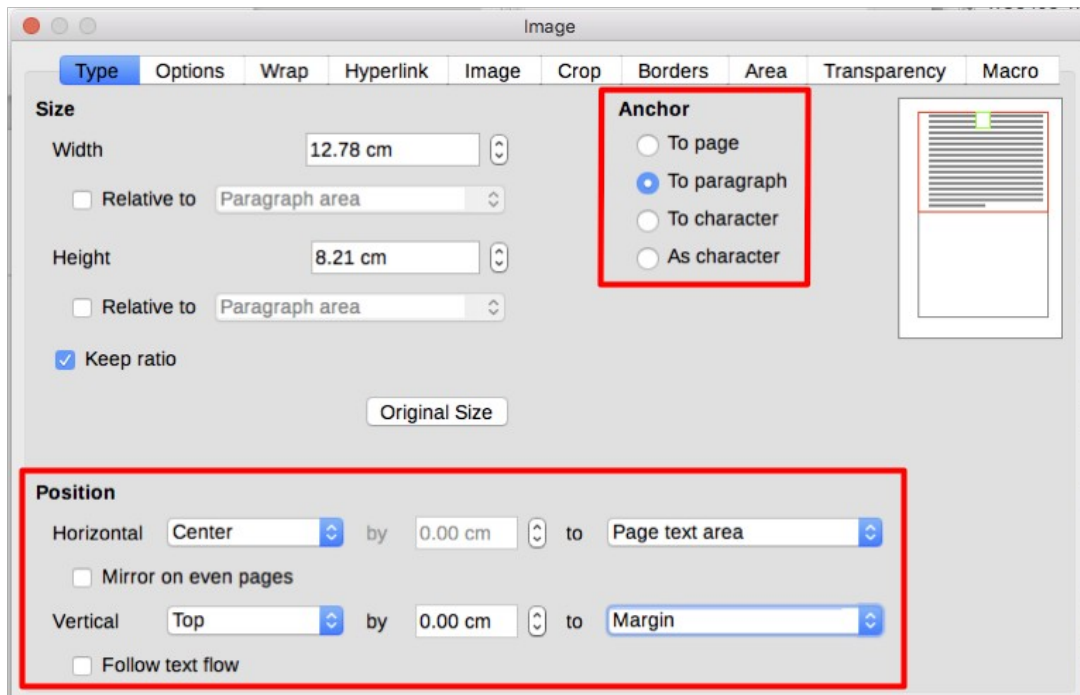 Image
Type Options Wrap Hyperlink Image Crop Borders Area Transparency Macro
Size
Width 12.78 cm
Relative to Paragraph area
Height 8.21 cm
Relative to Paragraph area
Keep ratio
Original Size
Anchor
To page
To paragraph
To character
As character
Position
Horizontal Center by 0.00 cm to Page text area
Mirror on even pages
Vertical Top by 0.00 cm to Margin
Follow text flow